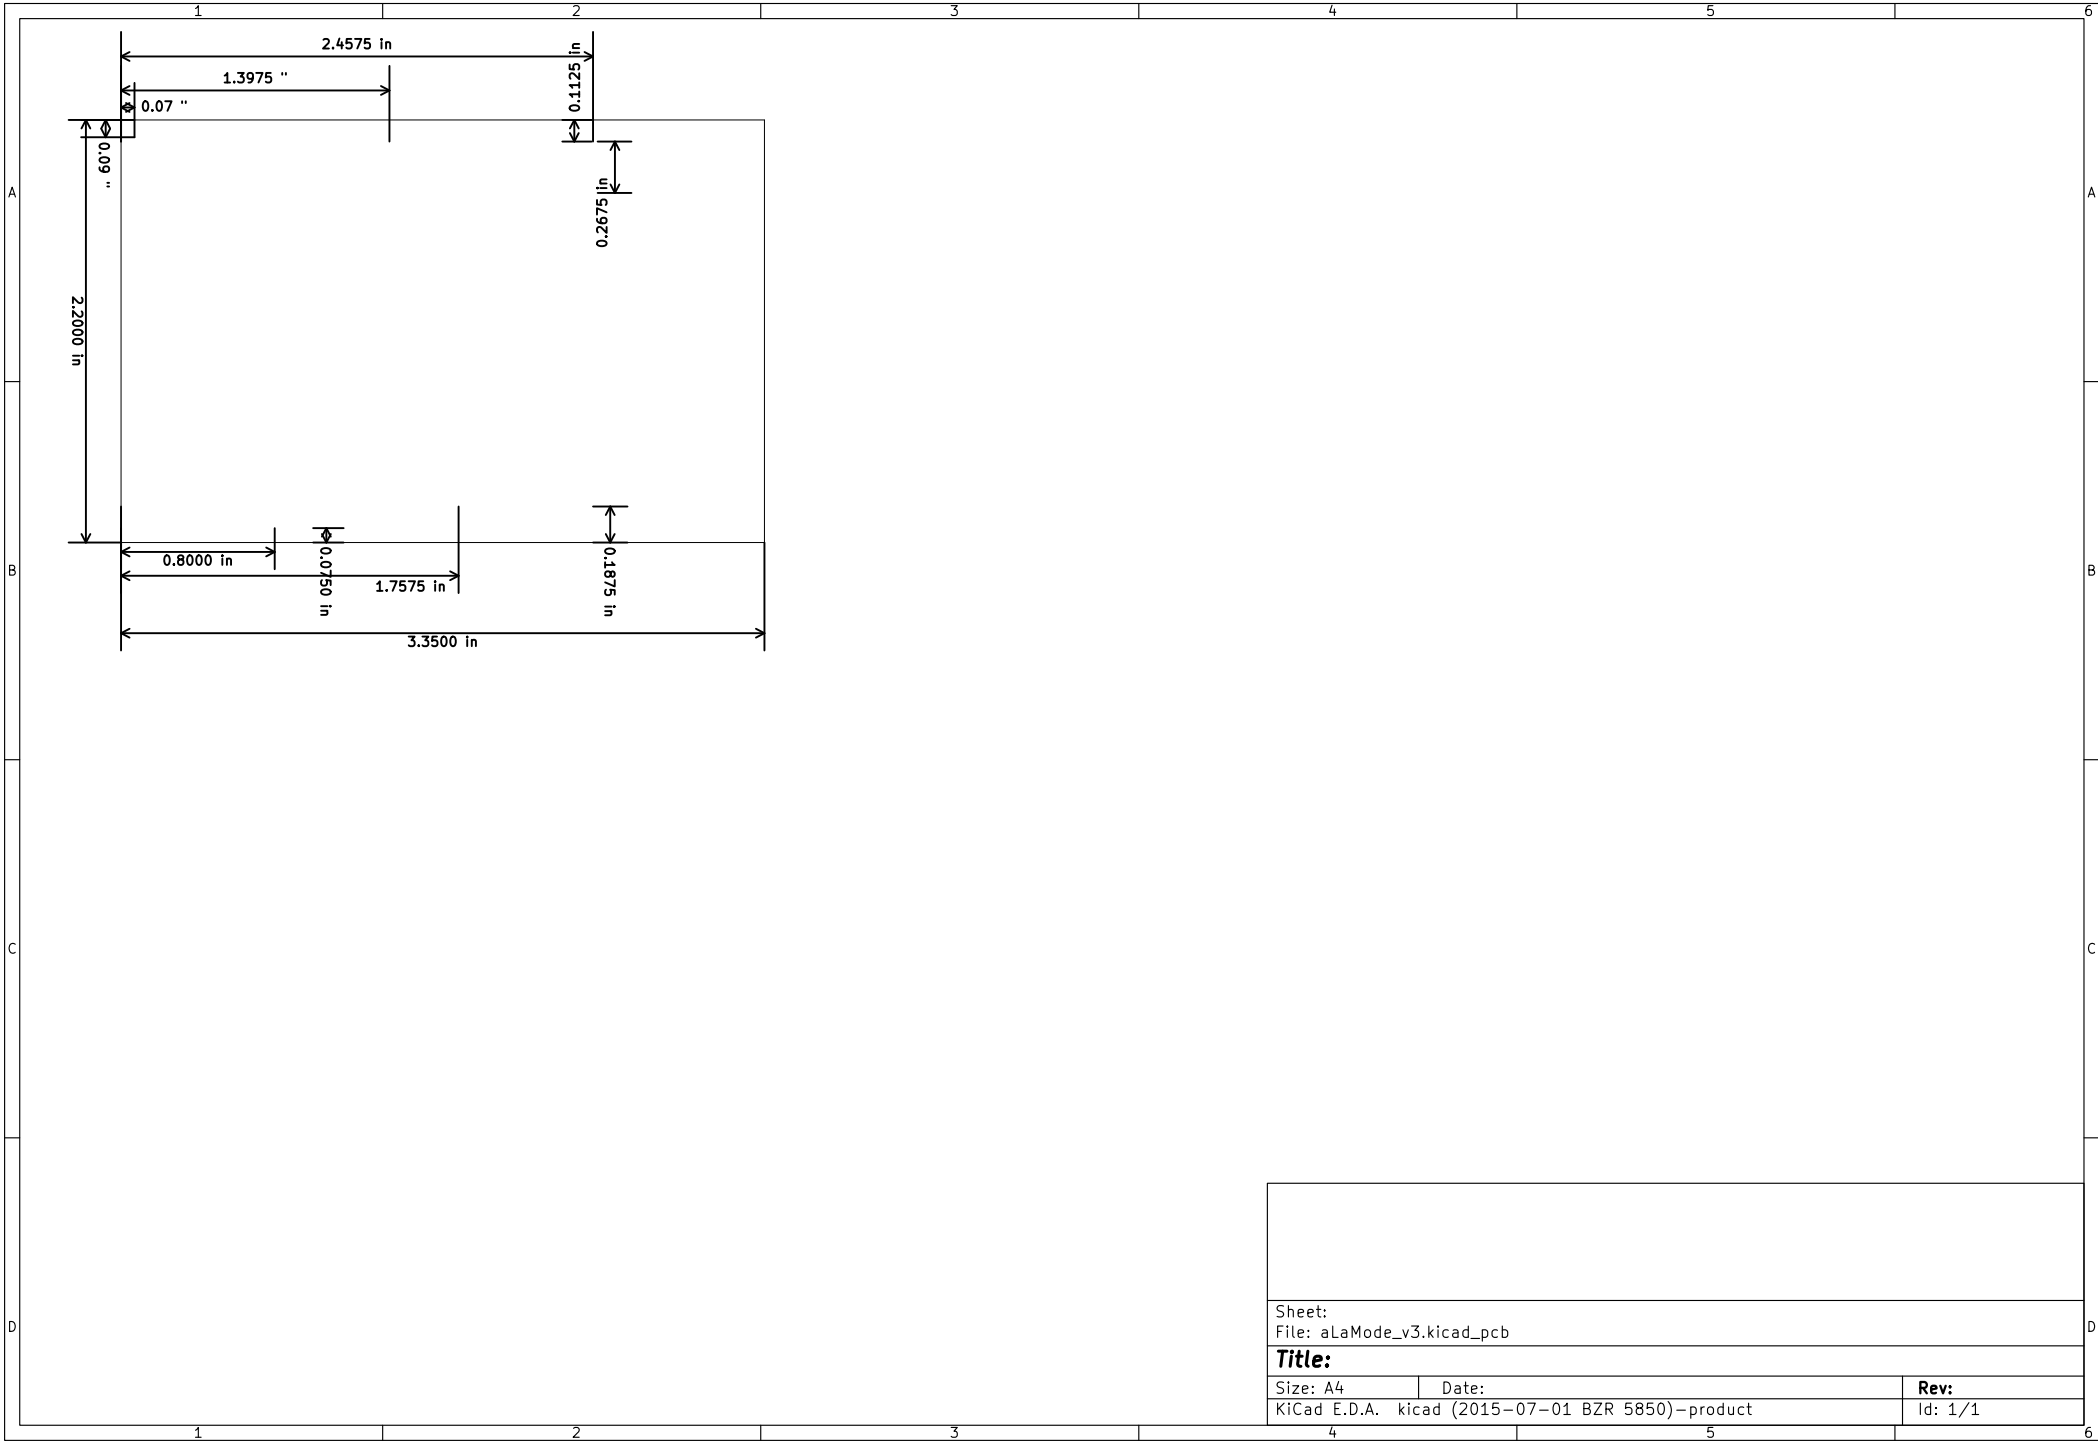 1 2 3 4 5 6
2.4575 in
1.3975 "
0.07 "
0.1125 in
0.09 "
A A
0.2675 in
2.2000 in
0.8000 in
0.0750 in
0.1875 in
B B
1.7575 in
3.3500 in
C C
Sheet:
File: aLaMode_v3.kicad_pcb
D D
Title:
Size: A4 Date: Rev:
KiCad E.D.A. kicad (2015-07-01 BZR 5850)-product Id: 1/1
1 2 3 4 5 6